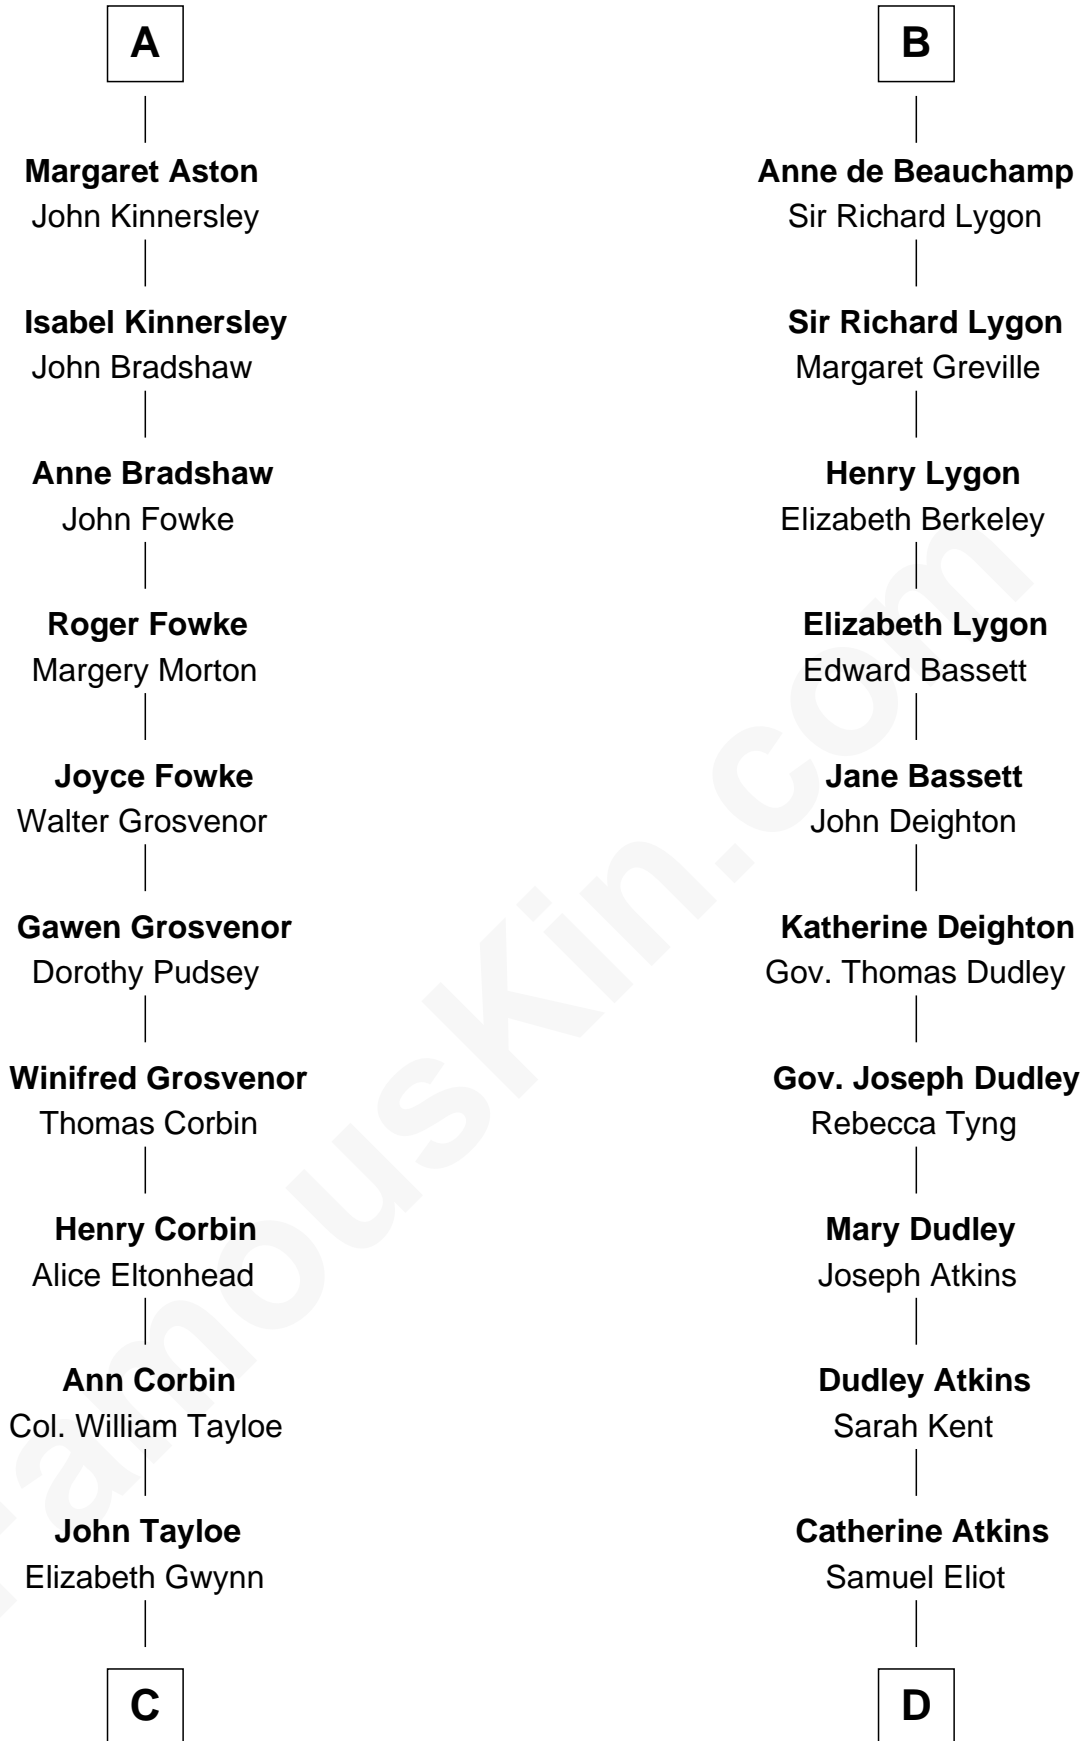 A
Margaret Aston
John Kinnersley
Isabel Kinnersley
John Bradshaw
Anne Bradshaw
John Fowke
Roger Fowke
Margery Morton
Joyce Fowke
Walter Grosvenor
Gawen Grosvenor
Dorothy Pudsey
Winifred Grosvenor
Thomas Corbin
Henry Corbin
Alice Eltonhead
Ann Corbin
Col. William Tayloe
John Tayloe
Elizabeth Gwynn
C
B
Anne de Beauchamp
Sir Richard Lygon
Sir Richard Lygon
Margaret Greville
Henry Lygon
Elizabeth Berkeley
Elizabeth Lygon
Edward Bassett
Jane Bassett
John Deighton
Katherine Deighton
Gov. Thomas Dudley
Gov. Joseph Dudley
Rebecca Tyng
Mary Dudley
Joseph Atkins
Dudley Atkins
Sarah Kent
Catherine Atkins
Samuel Eliot
D
FamousKin.com